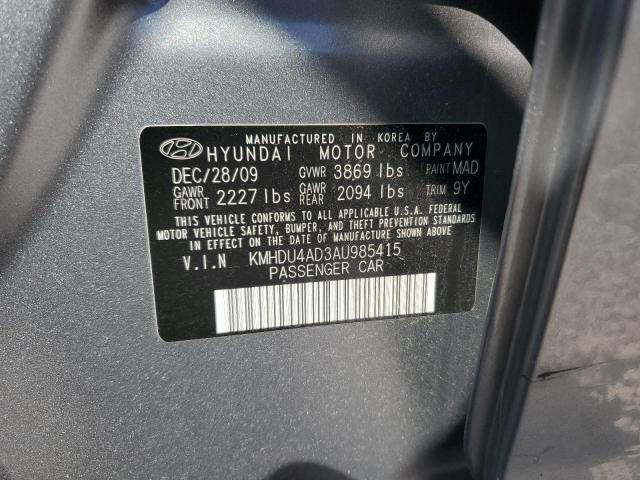 MANUFACTURED IN KOREA BY
HYUNDAI MOTOR COMPANY
DEC/28/09 GVWR 3869 lbs PAINT MAD
GAWR FRONT 2227 lbs GAWR REAR 2094 lbs TRIM 9Y
THIS VEHICLE CONFORMS TO ALL APPLICABLE U.S.A. FEDERAL
MOTOR VEHICLE SAFETY, BUMPER, AND THEFT PREVENTION STANDARDS
IN EFFECT ON THE DATE OF MANUFACTURE SHOWN ABOVE.
V.I.N KMHDU4AD3AU985415
PASSENGER CAR